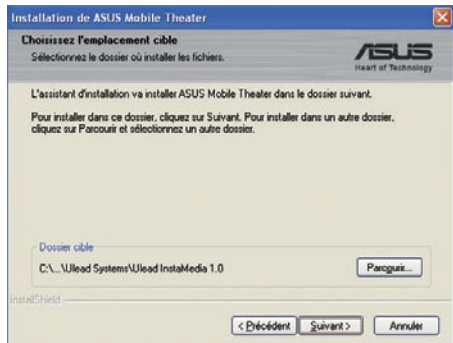 Installation de ASUS Mobile Theater
Choisissez l'emplacement cible
Sélectionnez le dossier où installer les fichiers.
ASUS
Heart of Technology
L'assistant d'installation va installer ASUS Mobile Theater dans le dossier suivant.
Pour installer dans ce dossier, cliquez sur Suivant. Pour installer dans un autre dossier,
cliquez sur Parcourir et sélectionnez un autre dossier.
Dossier cible
C:\...\Ulead Systems\Ulead InstaMedia 1.0
Parcourir...
InstallShield
< Précédent
Suivant >
Annuler